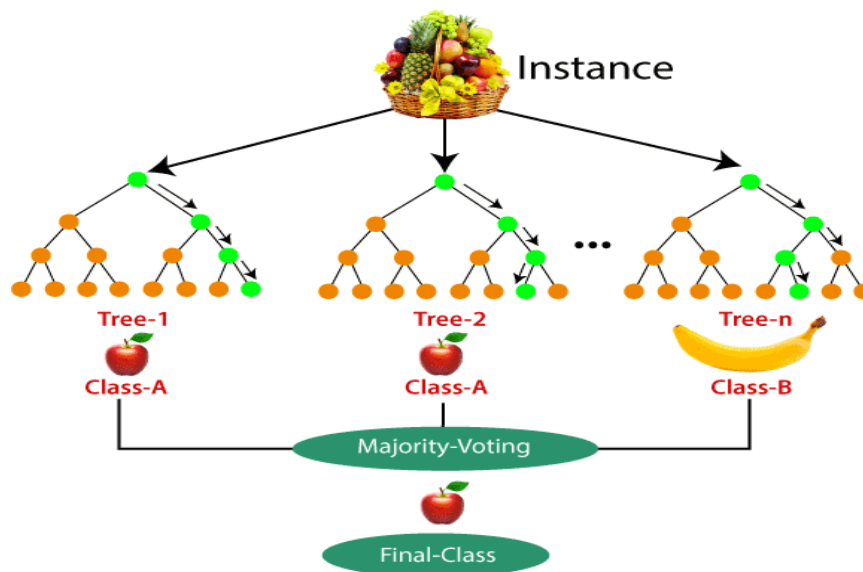 Instance
...
Tree-1
Tree-2
Tree-n
Class-A
Class-A
Class-B
Majority-Voting
Final-Class